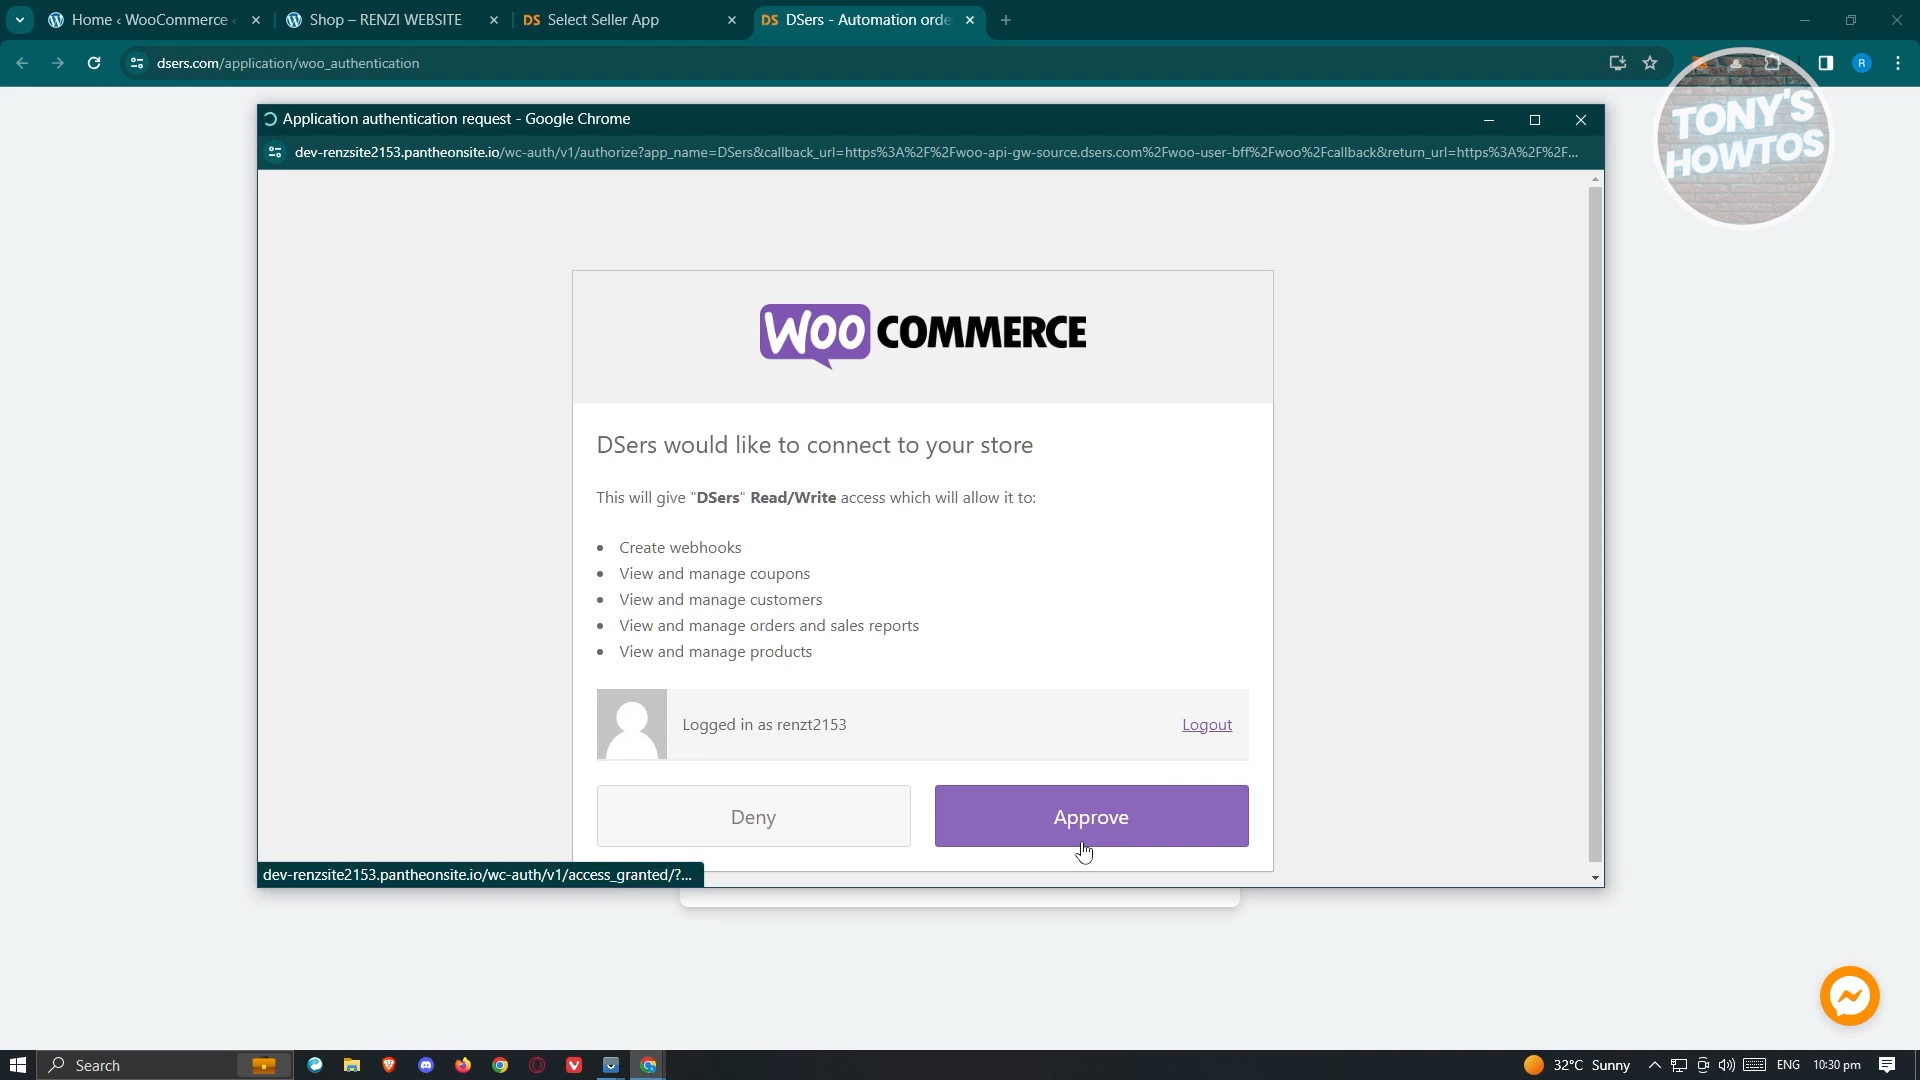 Home ‹ WooCommerce ‹
Shop – RENZI WEBSITE
DS Select Seller App
DS DSers - Automation orde
dsers.com/application/woo_authentication
R
TONY'S
HOWTOS
Application authentication request - Google Chrome
dev-renzsite2153.pantheonsite.io/wc-auth/v1/authorize?app_name=DSers&callback_url=https%3A%2F%2Fwoo-api-gw-source.dsers.com%2Fwoo-user-bff%2Fwoo%2Fcallback&return_url=https%3A%2F%2F...
WOO COMMERCE
DSers would like to connect to your store
This will give "DSers" Read/Write access which will allow it to:
• Create webhooks
• View and manage coupons
• View and manage customers
• View and manage orders and sales reports
• View and manage products
Logged in as renzt2153
Logout
Deny
Approve
dev-renzsite2153.pantheonsite.io/wc-auth/v1/access_granted/?...
Search
32°C Sunny
ENG
10:30 pm